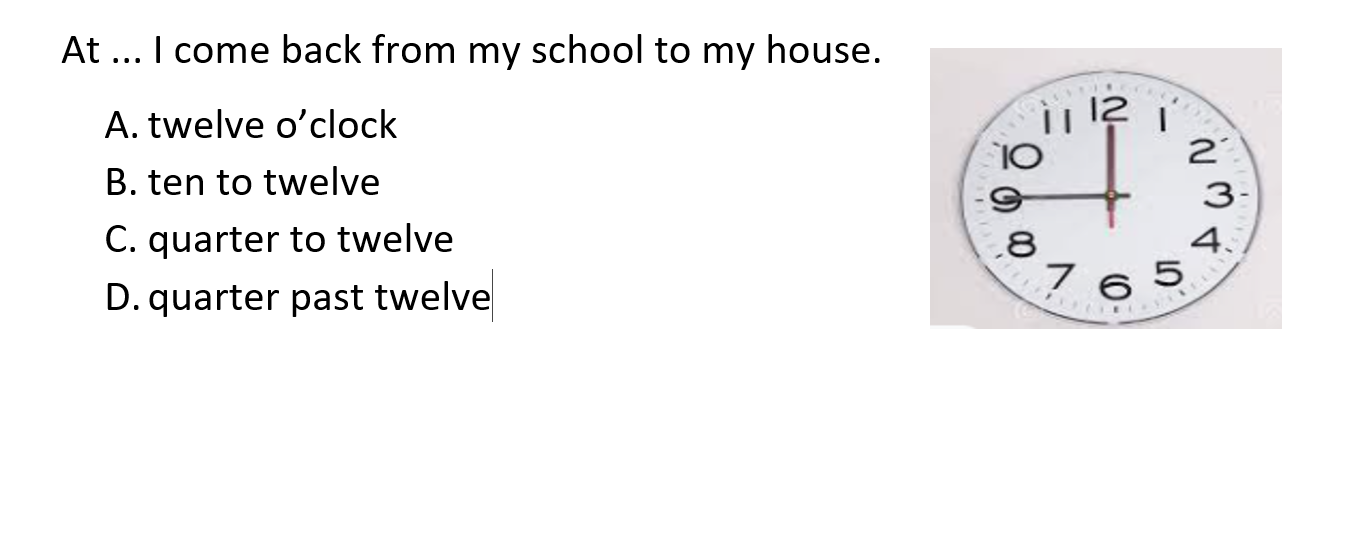 At ... I come back from my school to my house.
A. twelve o’clock
B. ten to twelve
C. quarter to twelve
D. quarter past twelve
11 12 1
10 2
9 3
8 4
7 6 5